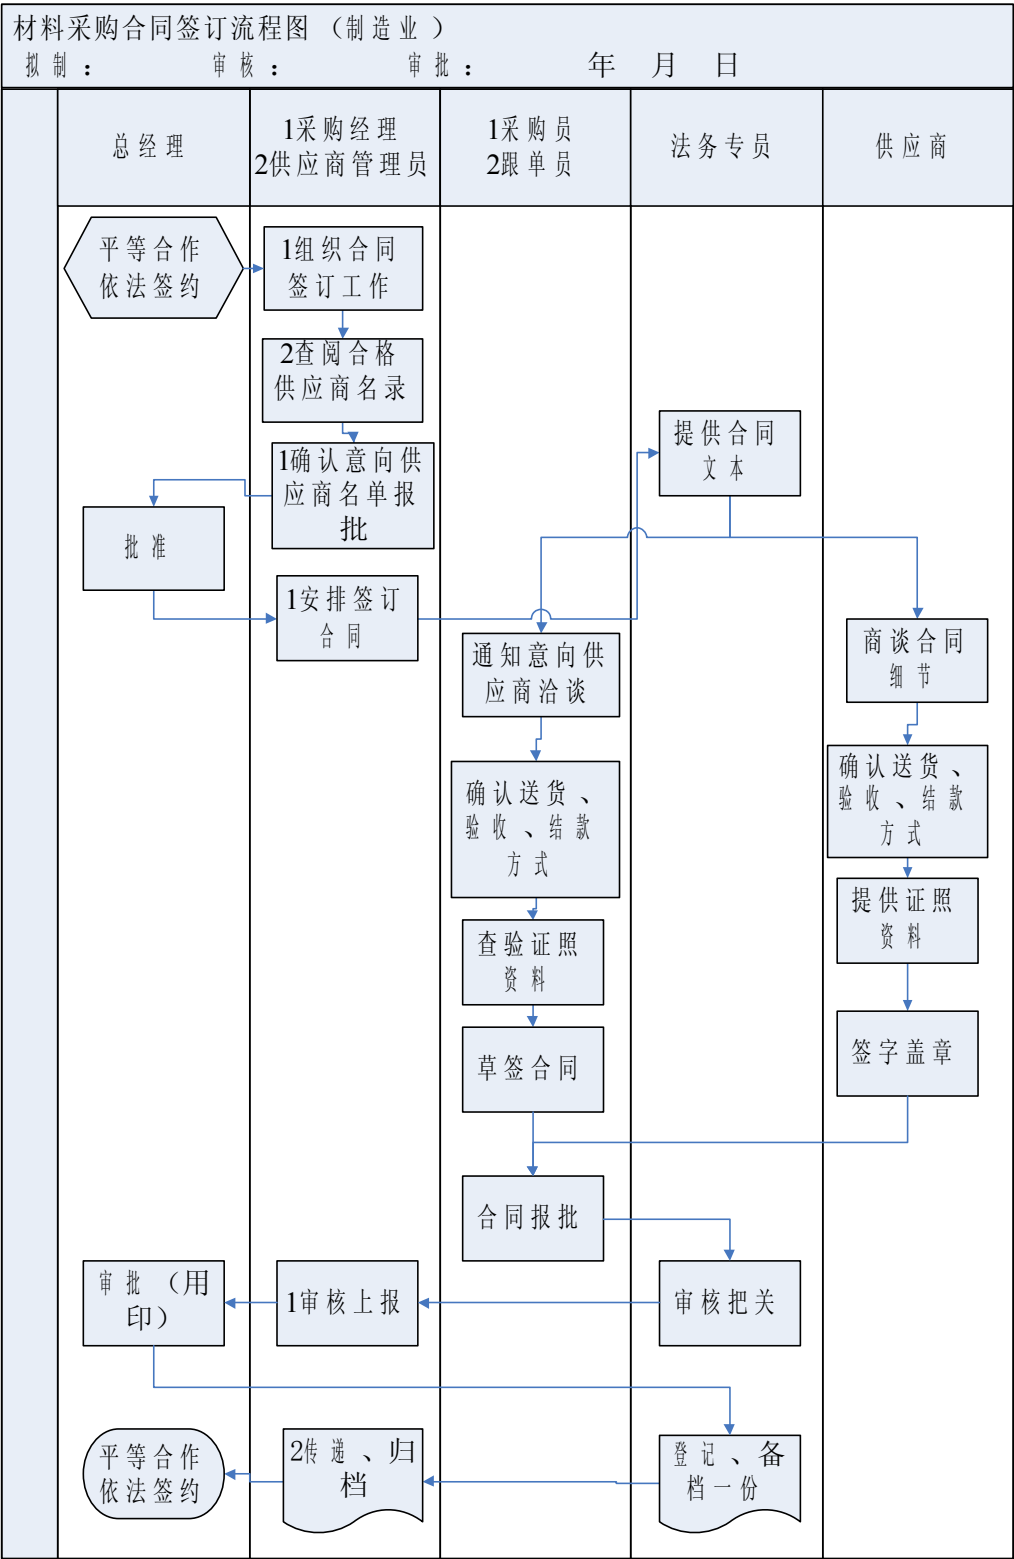 材料采购合同签订流程图（制造业）
拟制： 审核： 审批： 年 月 日
总经理
1采购经理
2供应商管理员
1采购员
2跟单员
法务专员
供应商
平等合作
依法签约
1组织合同
签订工作
2查阅合格
供应商名录
1确认意向供
应商名单报
批
提供合同
文本
批准
1安排签订
合同
通知意向供
应商洽谈
商谈合同
细节
确认送货、
验收、结款
方式
确认送货、
验收、结款
方式
提供证照
资料
查验证照
资料
签字盖章
草签合同
合同报批
审批（用
印）
1审核上报
审核把关
平等合作
依法签约
2传递、归
档
登记、备
档一份